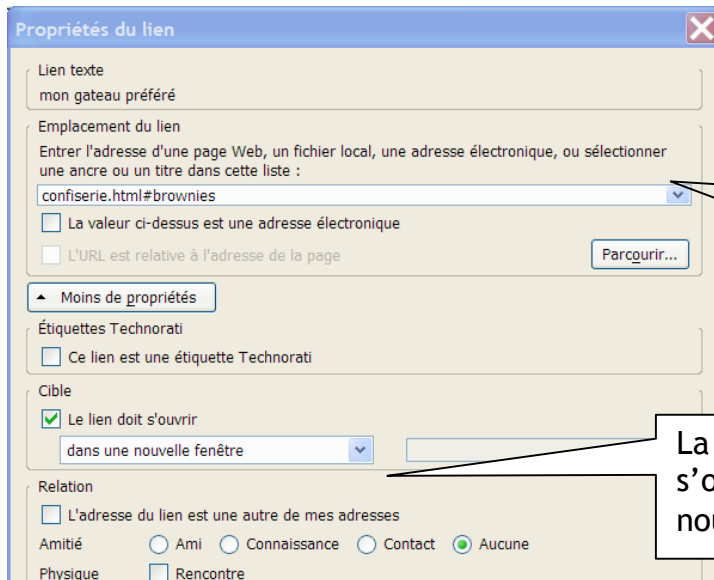 Propriétés du lien
Lien texte
mon gateau préféré
Emplacement du lien
Entrer l'adresse d'une page Web, un fichier local, une adresse électronique, ou sélectionner
une ancre ou un titre dans cette liste :
confiserie.html#brownies
La valeur ci-dessus est une adresse électronique
L'URL est relative à l'adresse de la page
Parcourir...
Moins de propriétés
Étiquettes Technorati
Ce lien est une étiquette Technorati
Cible
Le lien doit s'ouvrir
dans une nouvelle fenêtre
La
s'o
nou
Relation
L'adresse du lien est une autre de mes adresses
Amitié Ami Connaissance Contact Aucune
Physique Rencontre